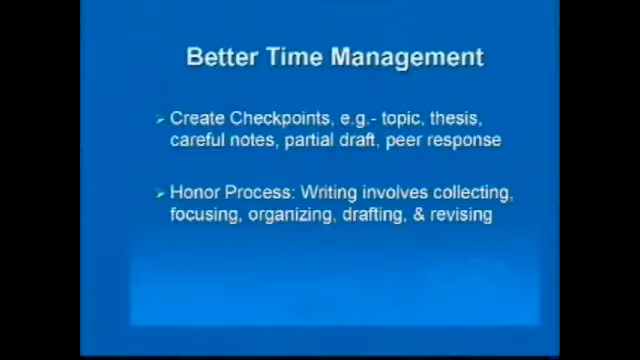 Better Time Management
➢ Create Checkpoints, e.g.- topic, thesis,
careful notes, partial draft, peer response
➢ Honor Process: Writing involves collecting,
focusing, organizing, drafting, & revising